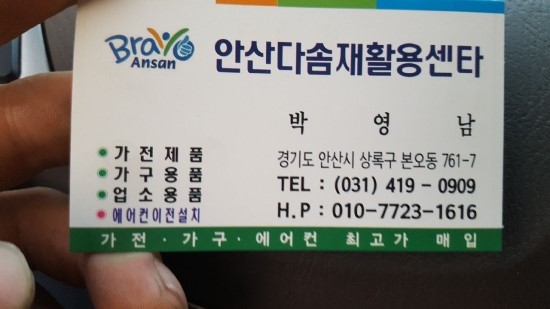 Bravo
Ansan
안산다솜재활용센타
박 영 남
경기도 안산시 상록구 본오동 761-7
TEL : (031) 419 - 0909
H.P : 010-7723-1616
• 가전제품
• 가구용품
• 업소용품
• 에어컨이전설치
가전 · 가구 · 에어컨 최고가 매입